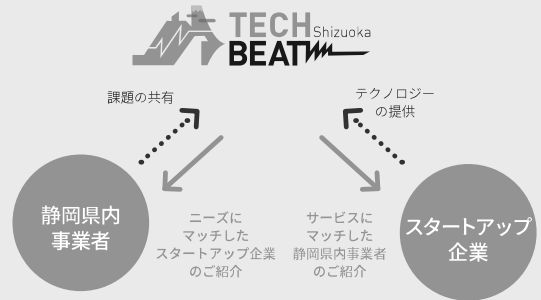 TECH
Shizuoka
BEAT
課題の共有
テクノロジー
の提供
静岡県内
事業者
ニーズに
マッチした
スタートアップ企業
のご紹介
サービスに
マッチした
静岡県内事業者
のご紹介
スタートアップ
企業